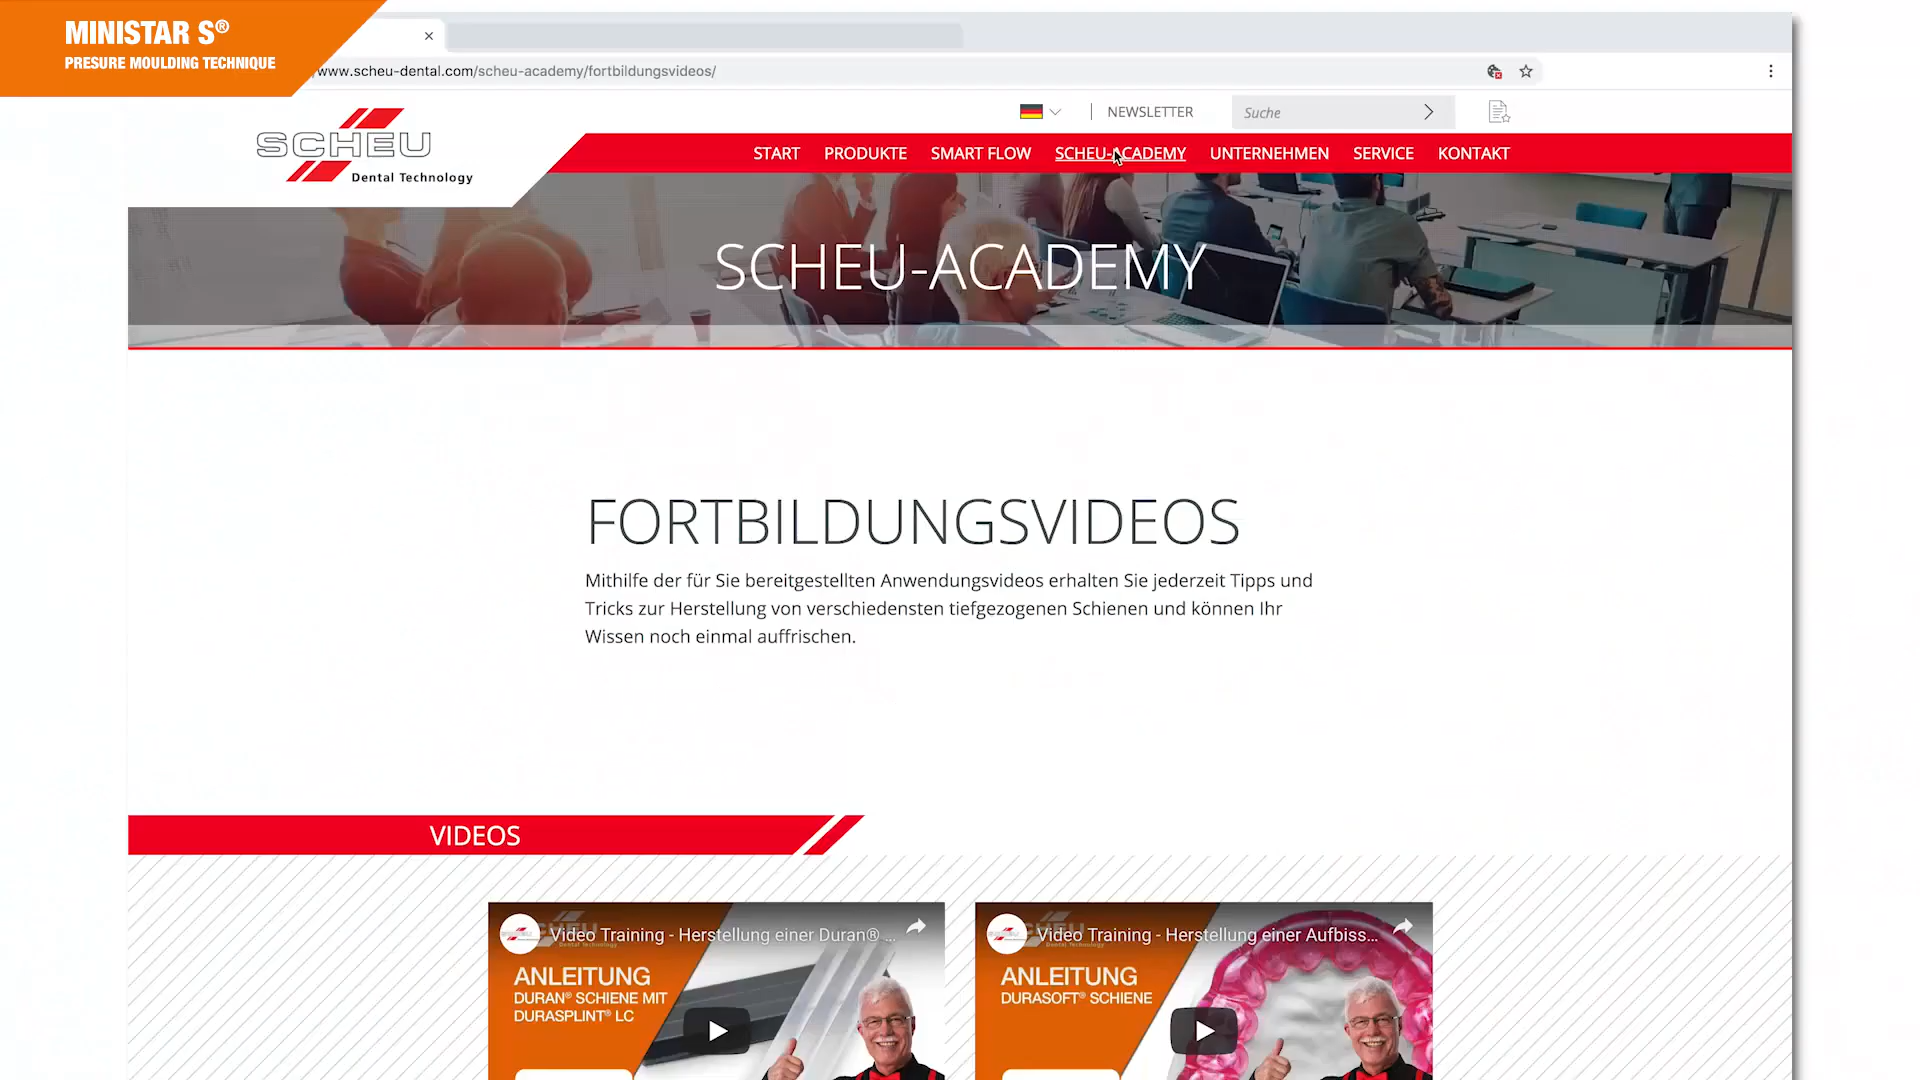 MINISTAR S®
PRESURE MOULDING TECHNIQUE
www.scheu-dental.com/scheu-academy/fortbildungsvideos/
NEWSLETTER
Suche
SCHEU
Dental Technology
START PRODUKTE SMART FLOW SCHEU-ACADEMY UNTERNEHMEN SERVICE KONTAKT
SCHEU-ACADEMY
FORTBILDUNGSVIDEOS
Mithilfe der für Sie bereitgestellten Anwendungsvideos erhalten Sie jederzeit Tipps und
Tricks zur Herstellung von verschiedensten tiefgezogenen Schienen und können Ihr
Wissen noch einmal auffrischen.
VIDEOS
Video Training - Herstellung einer Duran® ...
ANLEITUNG
DURAN® SCHIENE MIT
DURASPLINT® LC
Video Training - Herstellung einer Aufbiss...
ANLEITUNG
DURASOFT® SCHIENE